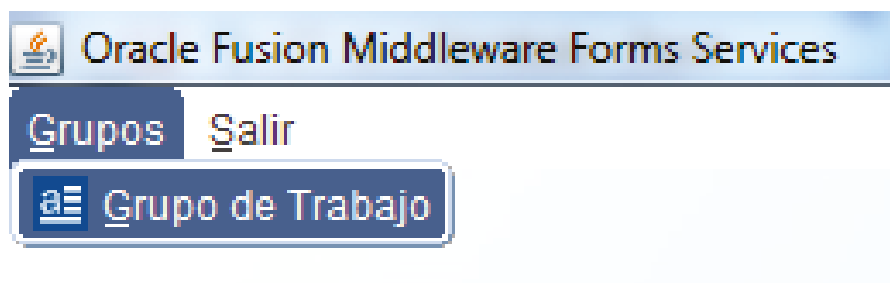 Oracle Fusion Middleware Forms Services
Grupos Salir
Grupo de Trabajo